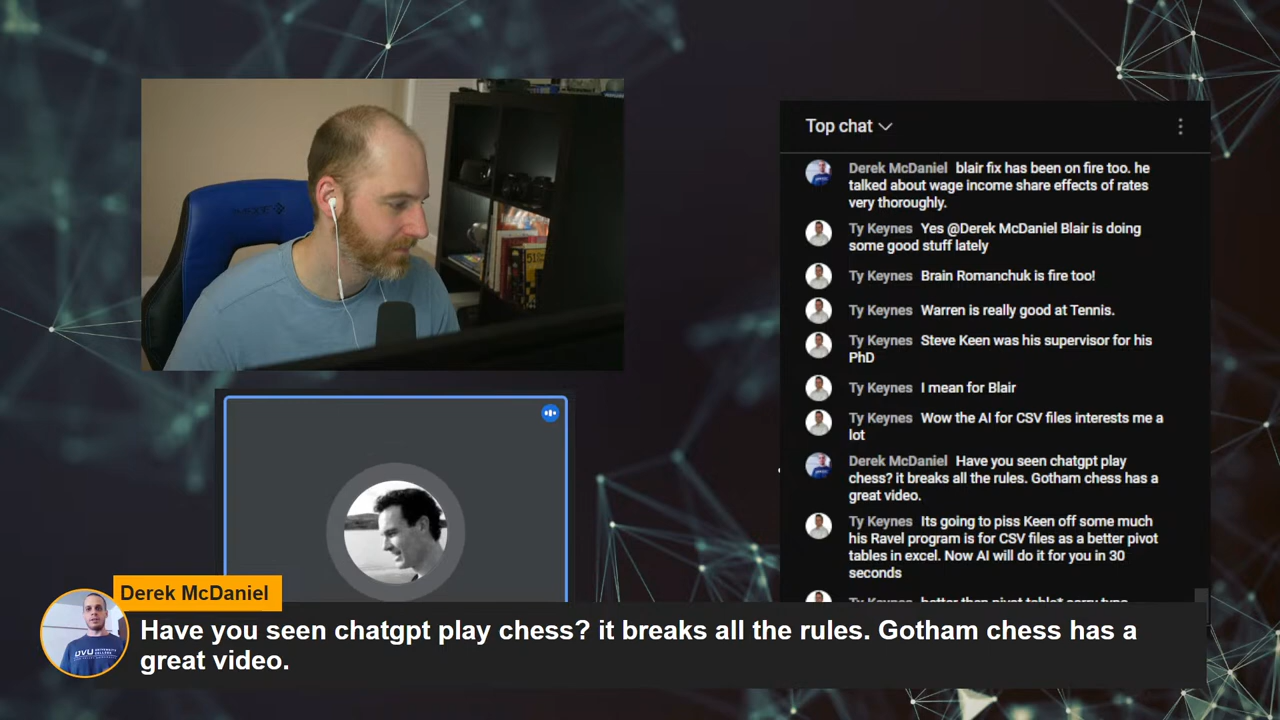 Top chat
Derek McDaniel blair fix has been on fire too. he
talked about wage income share effects of rates
very thoroughly.
Ty Keynes Yes @Derek McDaniel Blair is doing
some good stuff lately
Ty Keynes Brain Romanchuk is fire too!
Ty Keynes Warren is really good at Tennis.
Ty Keynes Steve Keen was his supervisor for his
PhD
Ty Keynes I mean for Blair
Ty Keynes Wow the AI for CSV files interests me a
lot
Derek McDaniel Have you seen chatgpt play
chess? it breaks all the rules. Gotham chess has a
great video.
Ty Keynes Its going to piss Keen off some much
his Ravel program is for CSV files as a better pivot
tables in excel. Now AI will do it for you in 30
seconds
51
Derek McDaniel
UVU
Have you seen chatgpt play chess? it breaks all the rules. Gotham chess has a
great video.